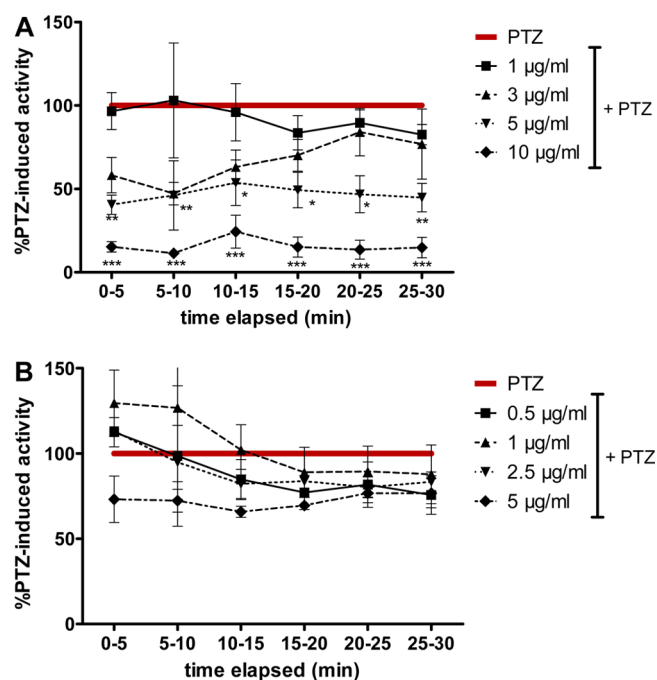 A
150
100
50
0
%PTZ-induced activity
** ** * * * **
*** *** *** *** *** ***
0-5 5-10 10-15 15-20 20-25 25-30
time elapsed (min)
PTZ
1 µg/ml
3 µg/ml
5 µg/ml
10 µg/ml
+ PTZ
B
150
100
50
0
%PTZ-induced activity
0-5 5-10 10-15 15-20 20-25 25-30
time elapsed (min)
PTZ
0.5 µg/ml
1 µg/ml
2.5 µg/ml
5 µg/ml
+ PTZ